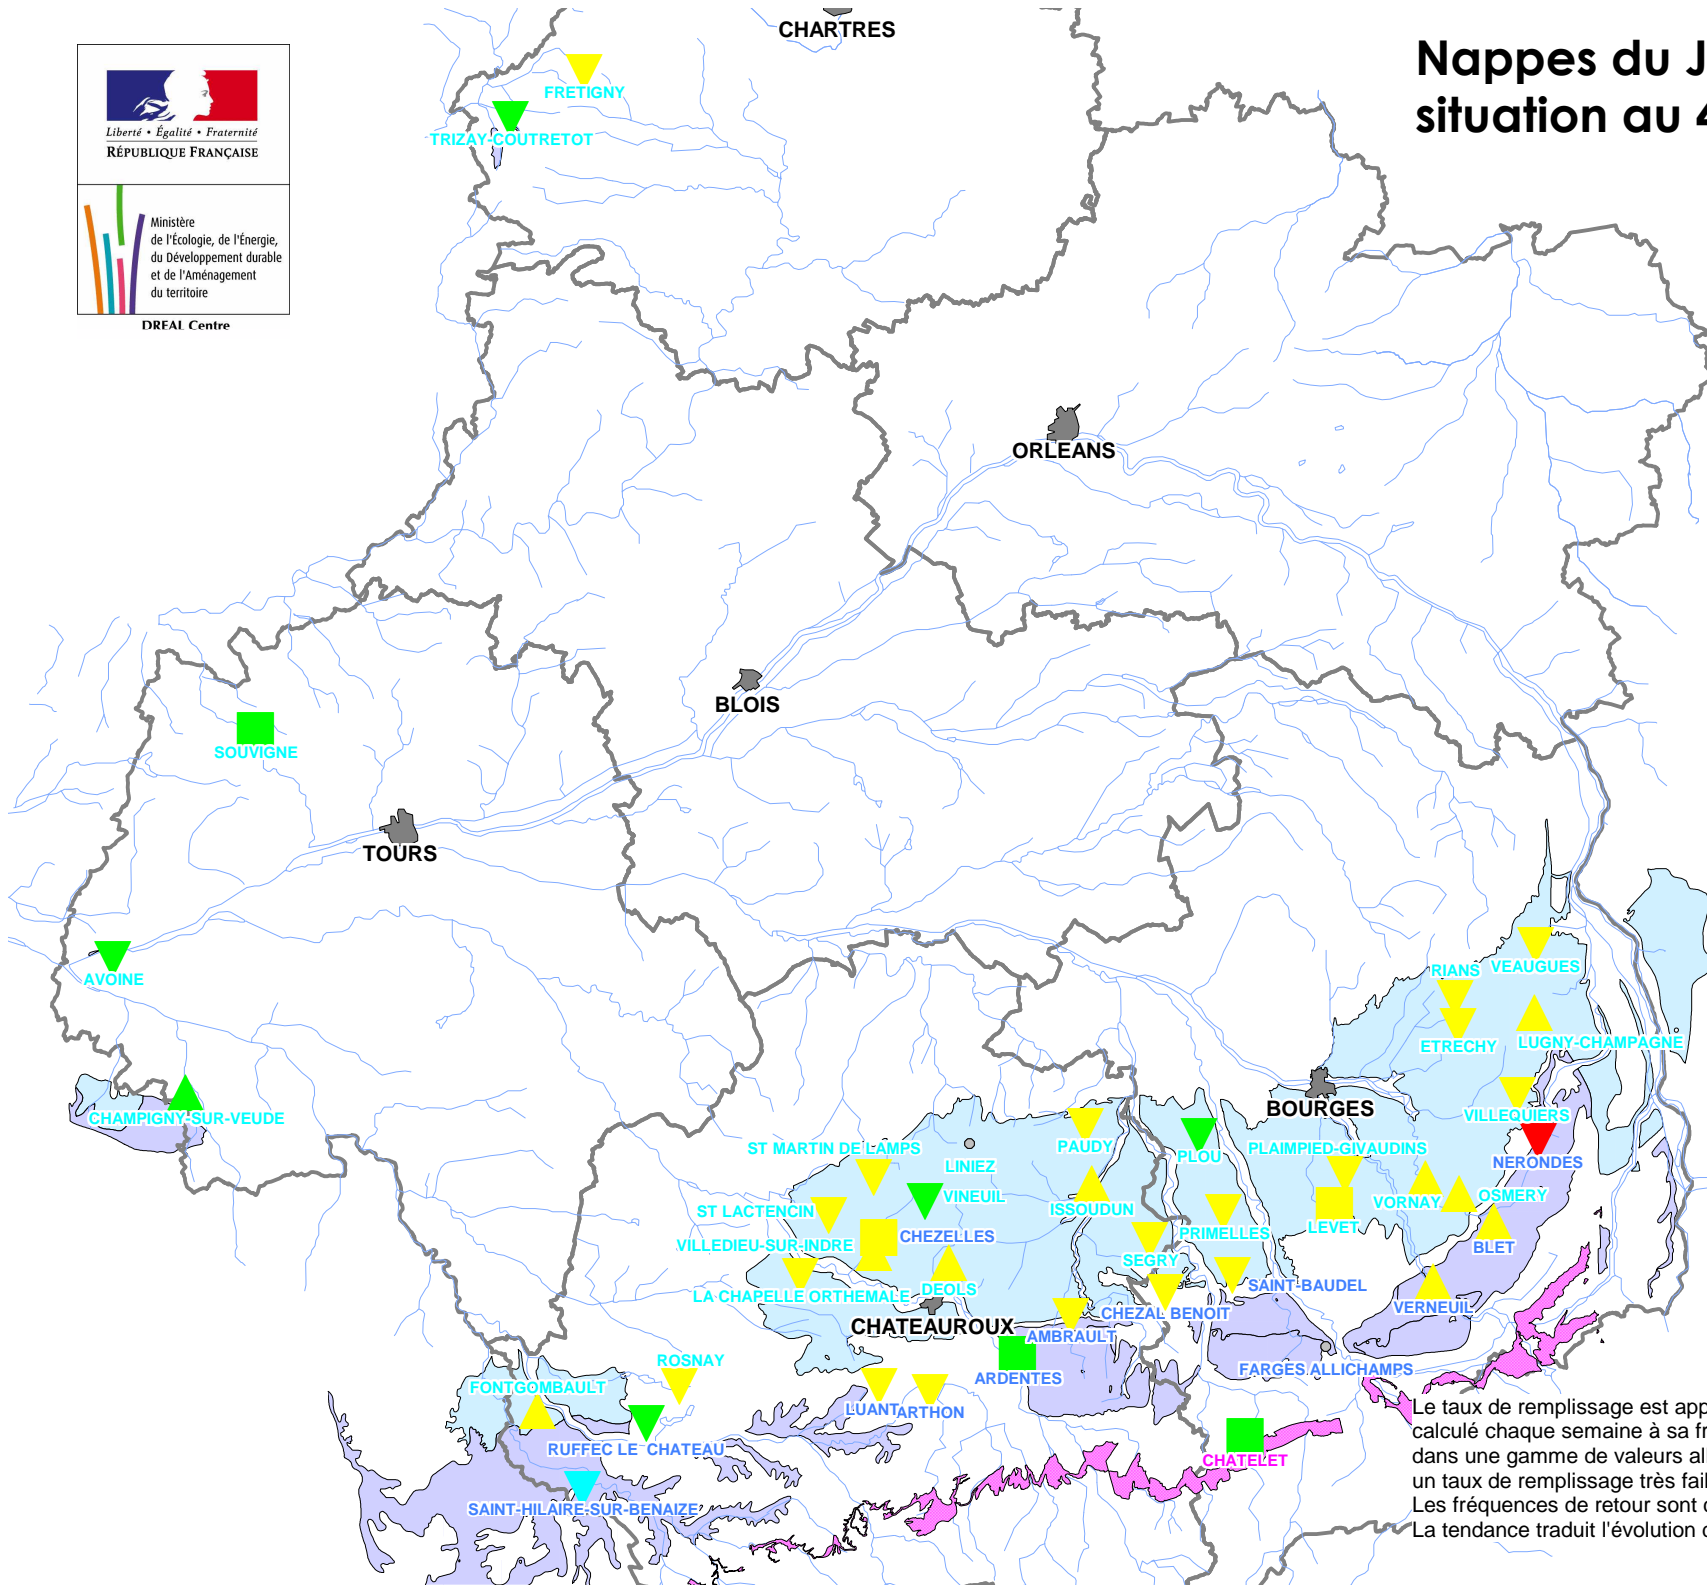 CHARTRES
Nappes du J
situation au 4
Liberté • Égalité • Fraternité
RÉPUBLIQUE FRANÇAISE
Ministère
de l'Écologie, de l'Énergie,
du Développement durable
et de l'Aménagement
du territoire
DREAL Centre
FRETIGNY
TRIZAY-COUTRETOT
ORLEANS
BLOIS
SOUVIGNE
TOURS
AVOINE
CHAMPIGNY-SUR-VEUDE
RIANS
VEAUGUES
ETRECHY
LUGNY-CHAMPAGNE
BOURGES
VILLEQUIERS
NERONDES
PAUDY
PLOU
PLAIMPIED-GIVAUDINS
ST MARTIN DE LAMPS
LINIEZ
VINEUIL
ISSOUDUN
VORNAY
OSMERY
ST LACTENCIN
CHEZELLES
VILLEDIEU-SUR-INDRE
SEGRY
PRIMELLES
LEVET
BLET
LA CHAPELLE ORTHEMALE
DEOLS
CHEZAL BENOIT
SAINT-BAUDEL
VERNEUIL
CHATEAUROUX
AMBRAULT
ARDENTES
FARGES ALLICHAMPS
ROSNAY
FONTGOMBAULT
LUANT
ARTHON
RUFFEC LE CHATEAU
CHATELET
SAINT-HILAIRE-SUR-BENAIZE
Le taux de remplissage est app
calculé chaque semaine à sa fr
dans une gamme de valeurs all
un taux de remplissage très fail
Les fréquences de retour sont c
La tendance traduit l'évolution d